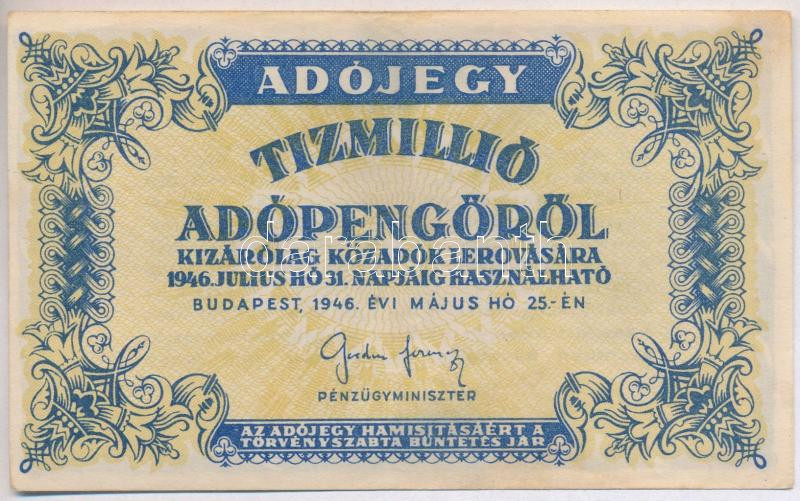 ADÓJEGY
TIZMILLIÓ
ADÓPENGŐRŐL
KIZÁRÓLAG KÖZADÓK LEROVÁSÁRA
1946. JULIUS HÓ 31. NAPJÁIG HASZNÁLHATÓ
BUDAPEST, 1946. ÉVI MÁJUS HÓ 25.-ÉN
PÉNZÜGYMINISZTER
AZ ADÓJEGY HAMISITÁSÁÉRT A
TÖRVÉNYSZABTA BÜNTETÉS JÁR
darabanth